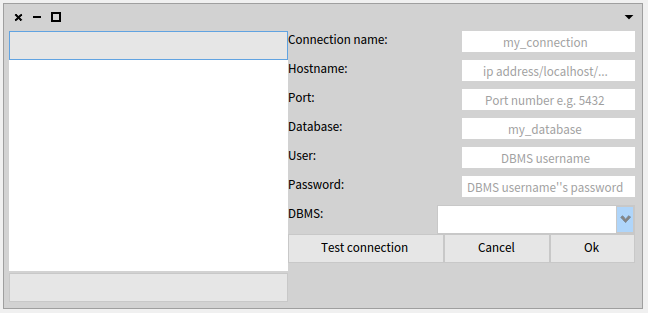 Connection name: my_connection
Hostname: ip address/localhost/...
Port: Port number e.g. 5432
Database: my_database
User: DBMS username
Password: DBMS username''s password
DBMS:
Test connection Cancel Ok